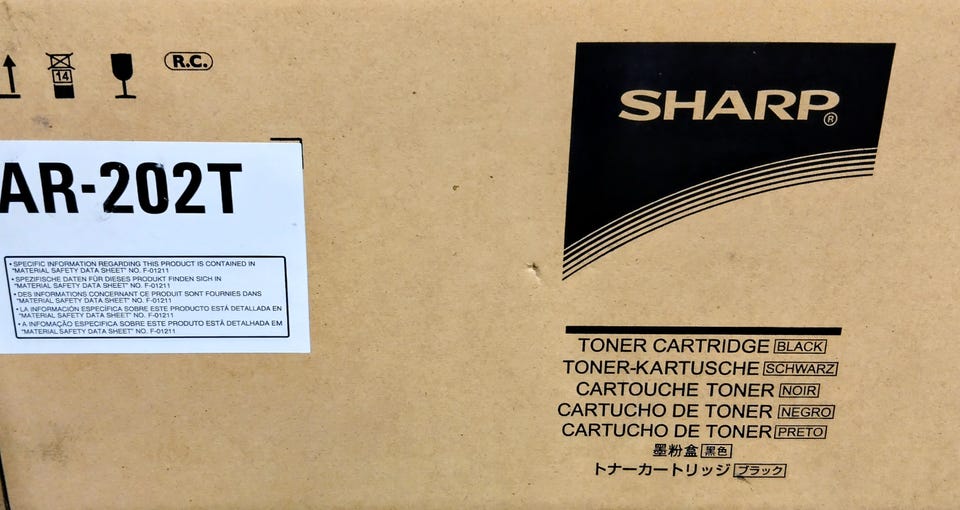 14
R.C.
SHARP®
AR-202T
• SPECIFIC INFORMATION REGARDING THIS PRODUCT IS CONTAINED IN
"MATERIAL SAFETY DATA SHEET" NO. F-01211
• SPEZIFISCHE DATEN FÜR DIESES PRODUKT FINDEN SICH IN
"MATERIAL SAFETY DATA SHEET" NO. F-01211
• DES INFORMATIONS CONCERNANT CE PRODUIT SONT FOURNIES DANS
"MATERIAL SAFETY DATA SHEET" NO. F-01211
• LA INFORMACIÓN ESPECÍFICA SOBRE ESTE PRODUCTO ESTÁ DETALLADA EN
"MATERIAL SAFETY DATA SHEET" NO. F-01211
• A INFOMAÇÃO ESPECIFICA SOBRE ESTE PRODUTO ESTÁ DETALHADA EM
"MATERIAL SAFETY DATA SHEET" NO. F-01211
TONER CARTRIDGE BLACK
TONER-KARTUSCHE SCHWARZ
CARTOUCHE TONER NOIR
CARTUCHO DE TONER NEGRO
CARTUCHO DE TONER PRETO
墨粉盒 黑色
トナーカートリッジ ブラック